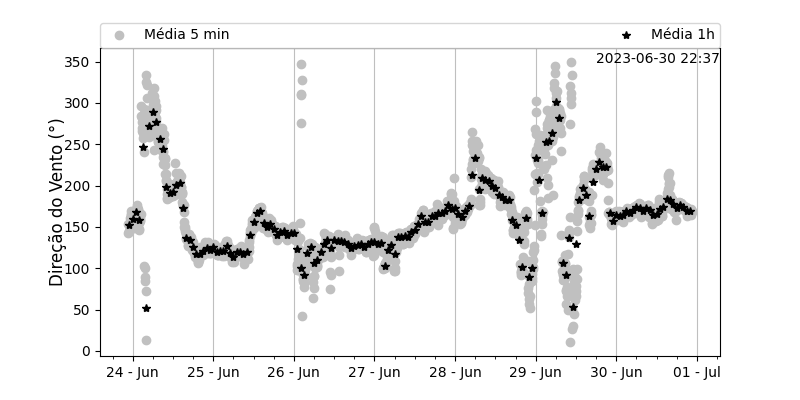 Média 5 min
Média 1h
2023-06-30 22:37
Direção do Vento (°)
350
300
250
200
150
100
50
0
24 - Jun
25 - Jun
26 - Jun
27 - Jun
28 - Jun
29 - Jun
30 - Jun
01 - Jul